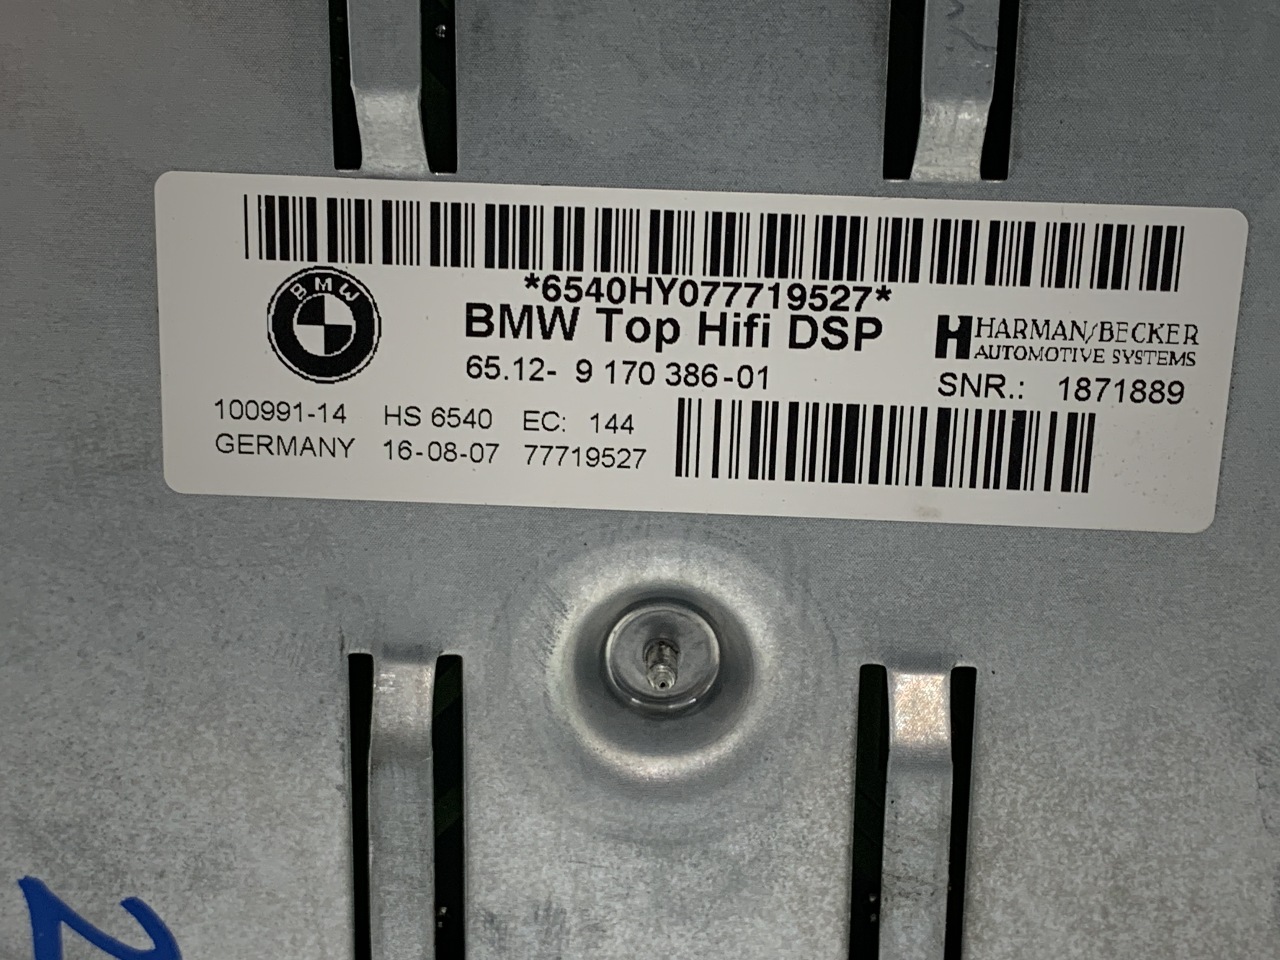 *6540HY077719527*
BMW
BMW Top Hifi DSP
HARMAN/BECKER
AUTOMOTIVE SYSTEMS
65.12- 9 170 386-01
SNR.: 1871889
100991-14 HS 6540 EC: 144
GERMANY 16-08-07 77719527
2